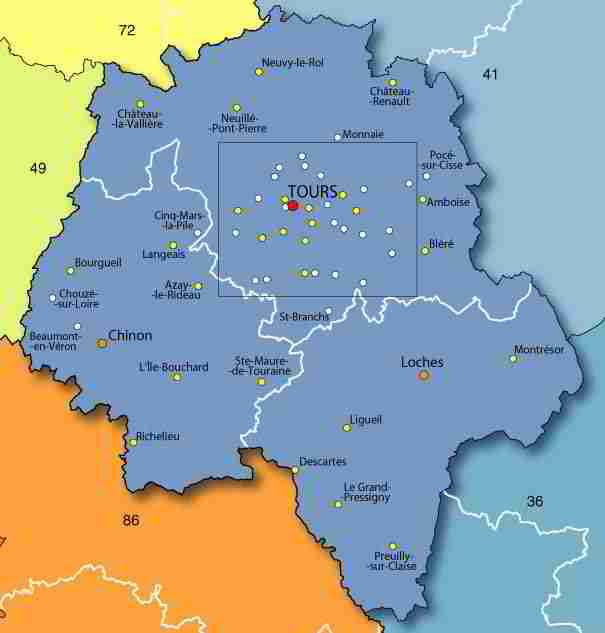 72
41
Neuvy-le-Roi
Château-
-Renault
Château-
-la-Vallière
Neuillé-
-Pont-Pierre
Monnaie
Pocé-
-sur-Cisse
49
TOURS
Amboise
Cinq-Mars-
-la-Pile
Langeais
Bléré
Bourgueil
Azay-
-le-Rideau
Chouzé-
-sur-Loire
St-Branchs
Beaumont-
-en-Véron
Chinon
Montrésor
L'Île-Bouchard
Ste-Maure-
-de-Touraine
Loches
Ligueil
Richelieu
Descartes
Le Grand-
-Pressigny
36
86
Preuilly-
-sur-Claise